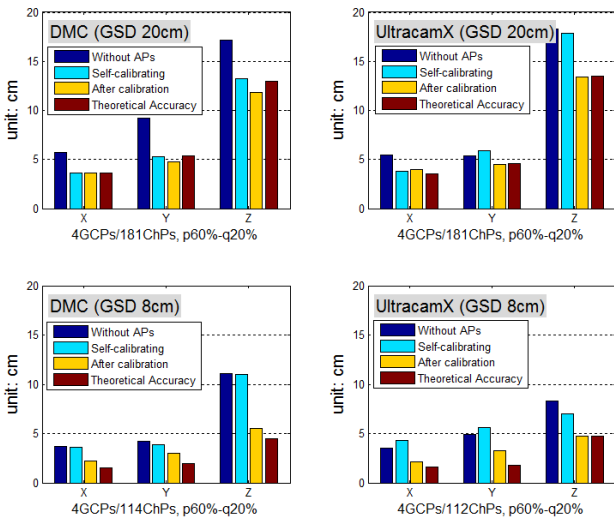 DMC (GSD 20cm)
Without APs
Self-calibrating
After calibration
Theoretical Accuracy
unit: cm
20
15
10
5
0
X Y Z
4GCPs/181ChPs, p60%-q20%
UltracamX (GSD 20cm)
Without APs
Self-calibrating
After calibration
Theoretical Accuracy
unit: cm
20
15
10
5
0
X Y Z
4GCPs/181ChPs, p60%-q20%
DMC (GSD 8cm)
Without APs
Self-calibrating
After calibration
Theoretical Accuracy
unit: cm
20
15
10
5
0
X Y Z
4GCPs/114ChPs, p60%-q20%
UltracamX (GSD 8cm)
Without APs
Self-calibrating
After calibration
Theoretical Accuracy
unit: cm
20
15
10
5
0
X Y Z
4GCPs/112ChPs, p60%-q20%